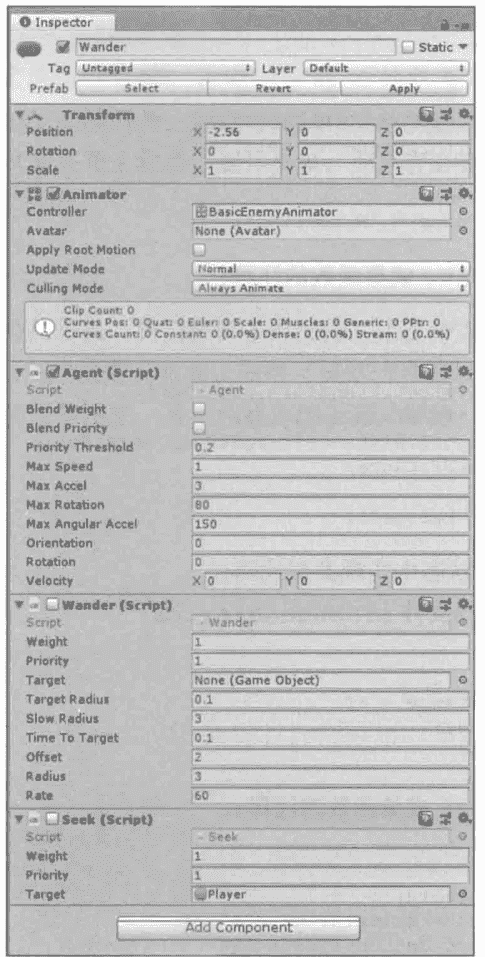 Inspector
Wander Static
Tag Untagged Layer Default
Prefab Select Revert Apply
Transform
Position X -2.56 Y 0 Z 0
Rotation X 0 Y 0 Z 0
Scale X 1 Y 1 Z 1
Animator
Controller BasicEnemyAnimator
Avatar None (Avatar)
Apply Root Motion
Update Mode Normal
Culling Mode Always Animate
Clip Count: 0
Curves Pos: 0 Quat: 0 Euler: 0 Scale: 0 Muscles: 0 Generic: 0 PPtr: 0
Curves Count: 0 Constant: 0 (0.0%) Dense: 0 (0.0%) Stream: 0 (0.0%)
Agent (Script)
Script Agent
Blend Weight
Blend Priority
Priority Threshold 0.2
Max Speed 1
Max Accel 3
Max Rotation 80
Max Angular Accel 150
Orientation 0
Rotation 0
Velocity X 0 Y 0 Z 0
Wander (Script)
Script Wander
Weight 1
Priority 1
Target None (Game Object)
Target Radius 0.1
Slow Radius 3
Time To Target 0.1
Offset 2
Radius 3
Rate 60
Seek (Script)
Script Seek
Weight 1
Priority 1
Target Player
Add Component